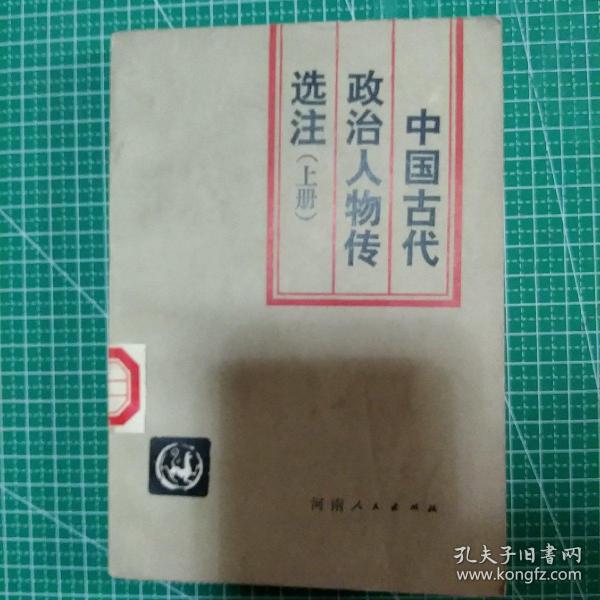 中国古代
政治人物传
选注(上册)
河南人民出版社
孔夫子旧书网
www.kongfz.com